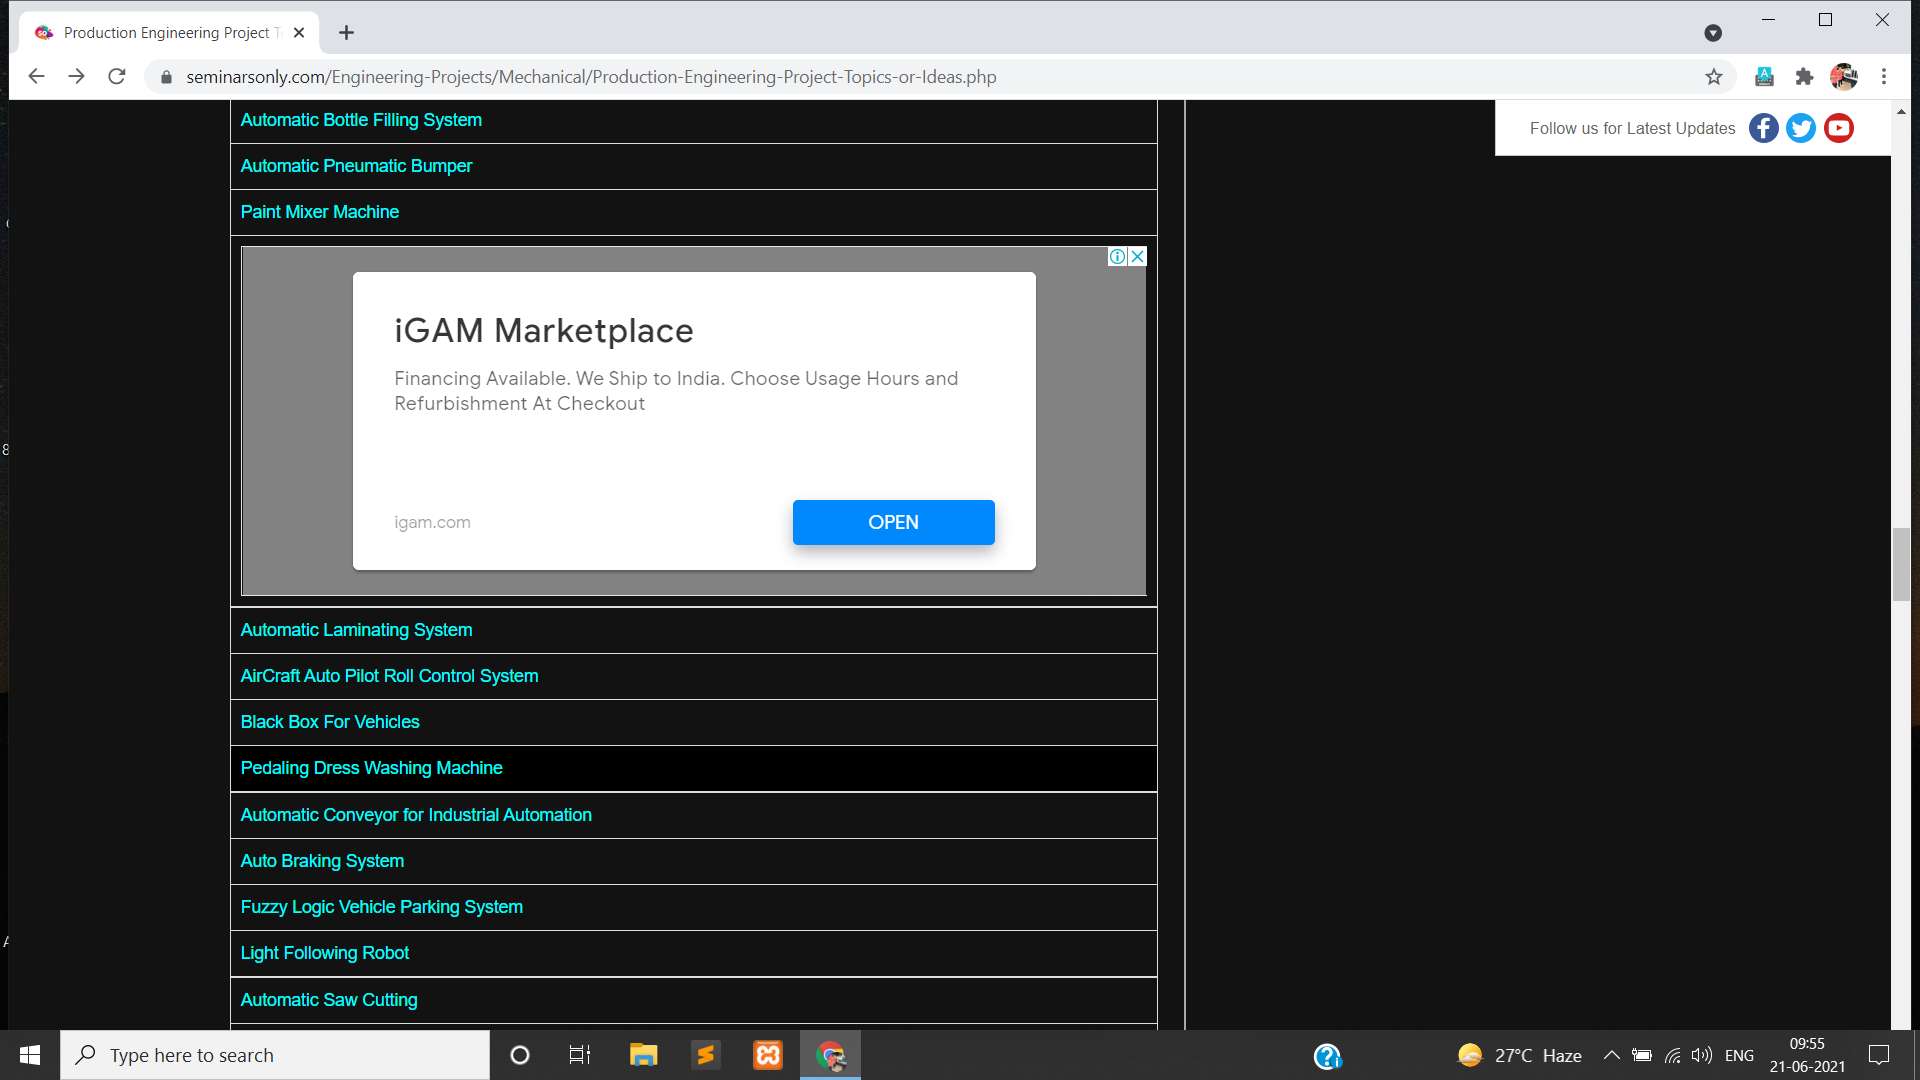 Production Engineering Project T
seminarsonly.com/Engineering-Projects/Mechanical/Production-Engineering-Project-Topics-or-Ideas.php
Follow us for Latest Updates
Automatic Bottle Filling System
Automatic Pneumatic Bumper
Paint Mixer Machine
iGAM Marketplace
Financing Available. We Ship to India. Choose Usage Hours and
Refurbishment At Checkout
igam.com
OPEN
Automatic Laminating System
AirCraft Auto Pilot Roll Control System
Black Box For Vehicles
Pedaling Dress Washing Machine
Automatic Conveyor for Industrial Automation
Auto Braking System
Fuzzy Logic Vehicle Parking System
Light Following Robot
Automatic Saw Cutting
Type here to search
27°C Haze
ENG
09:55
21-06-2021